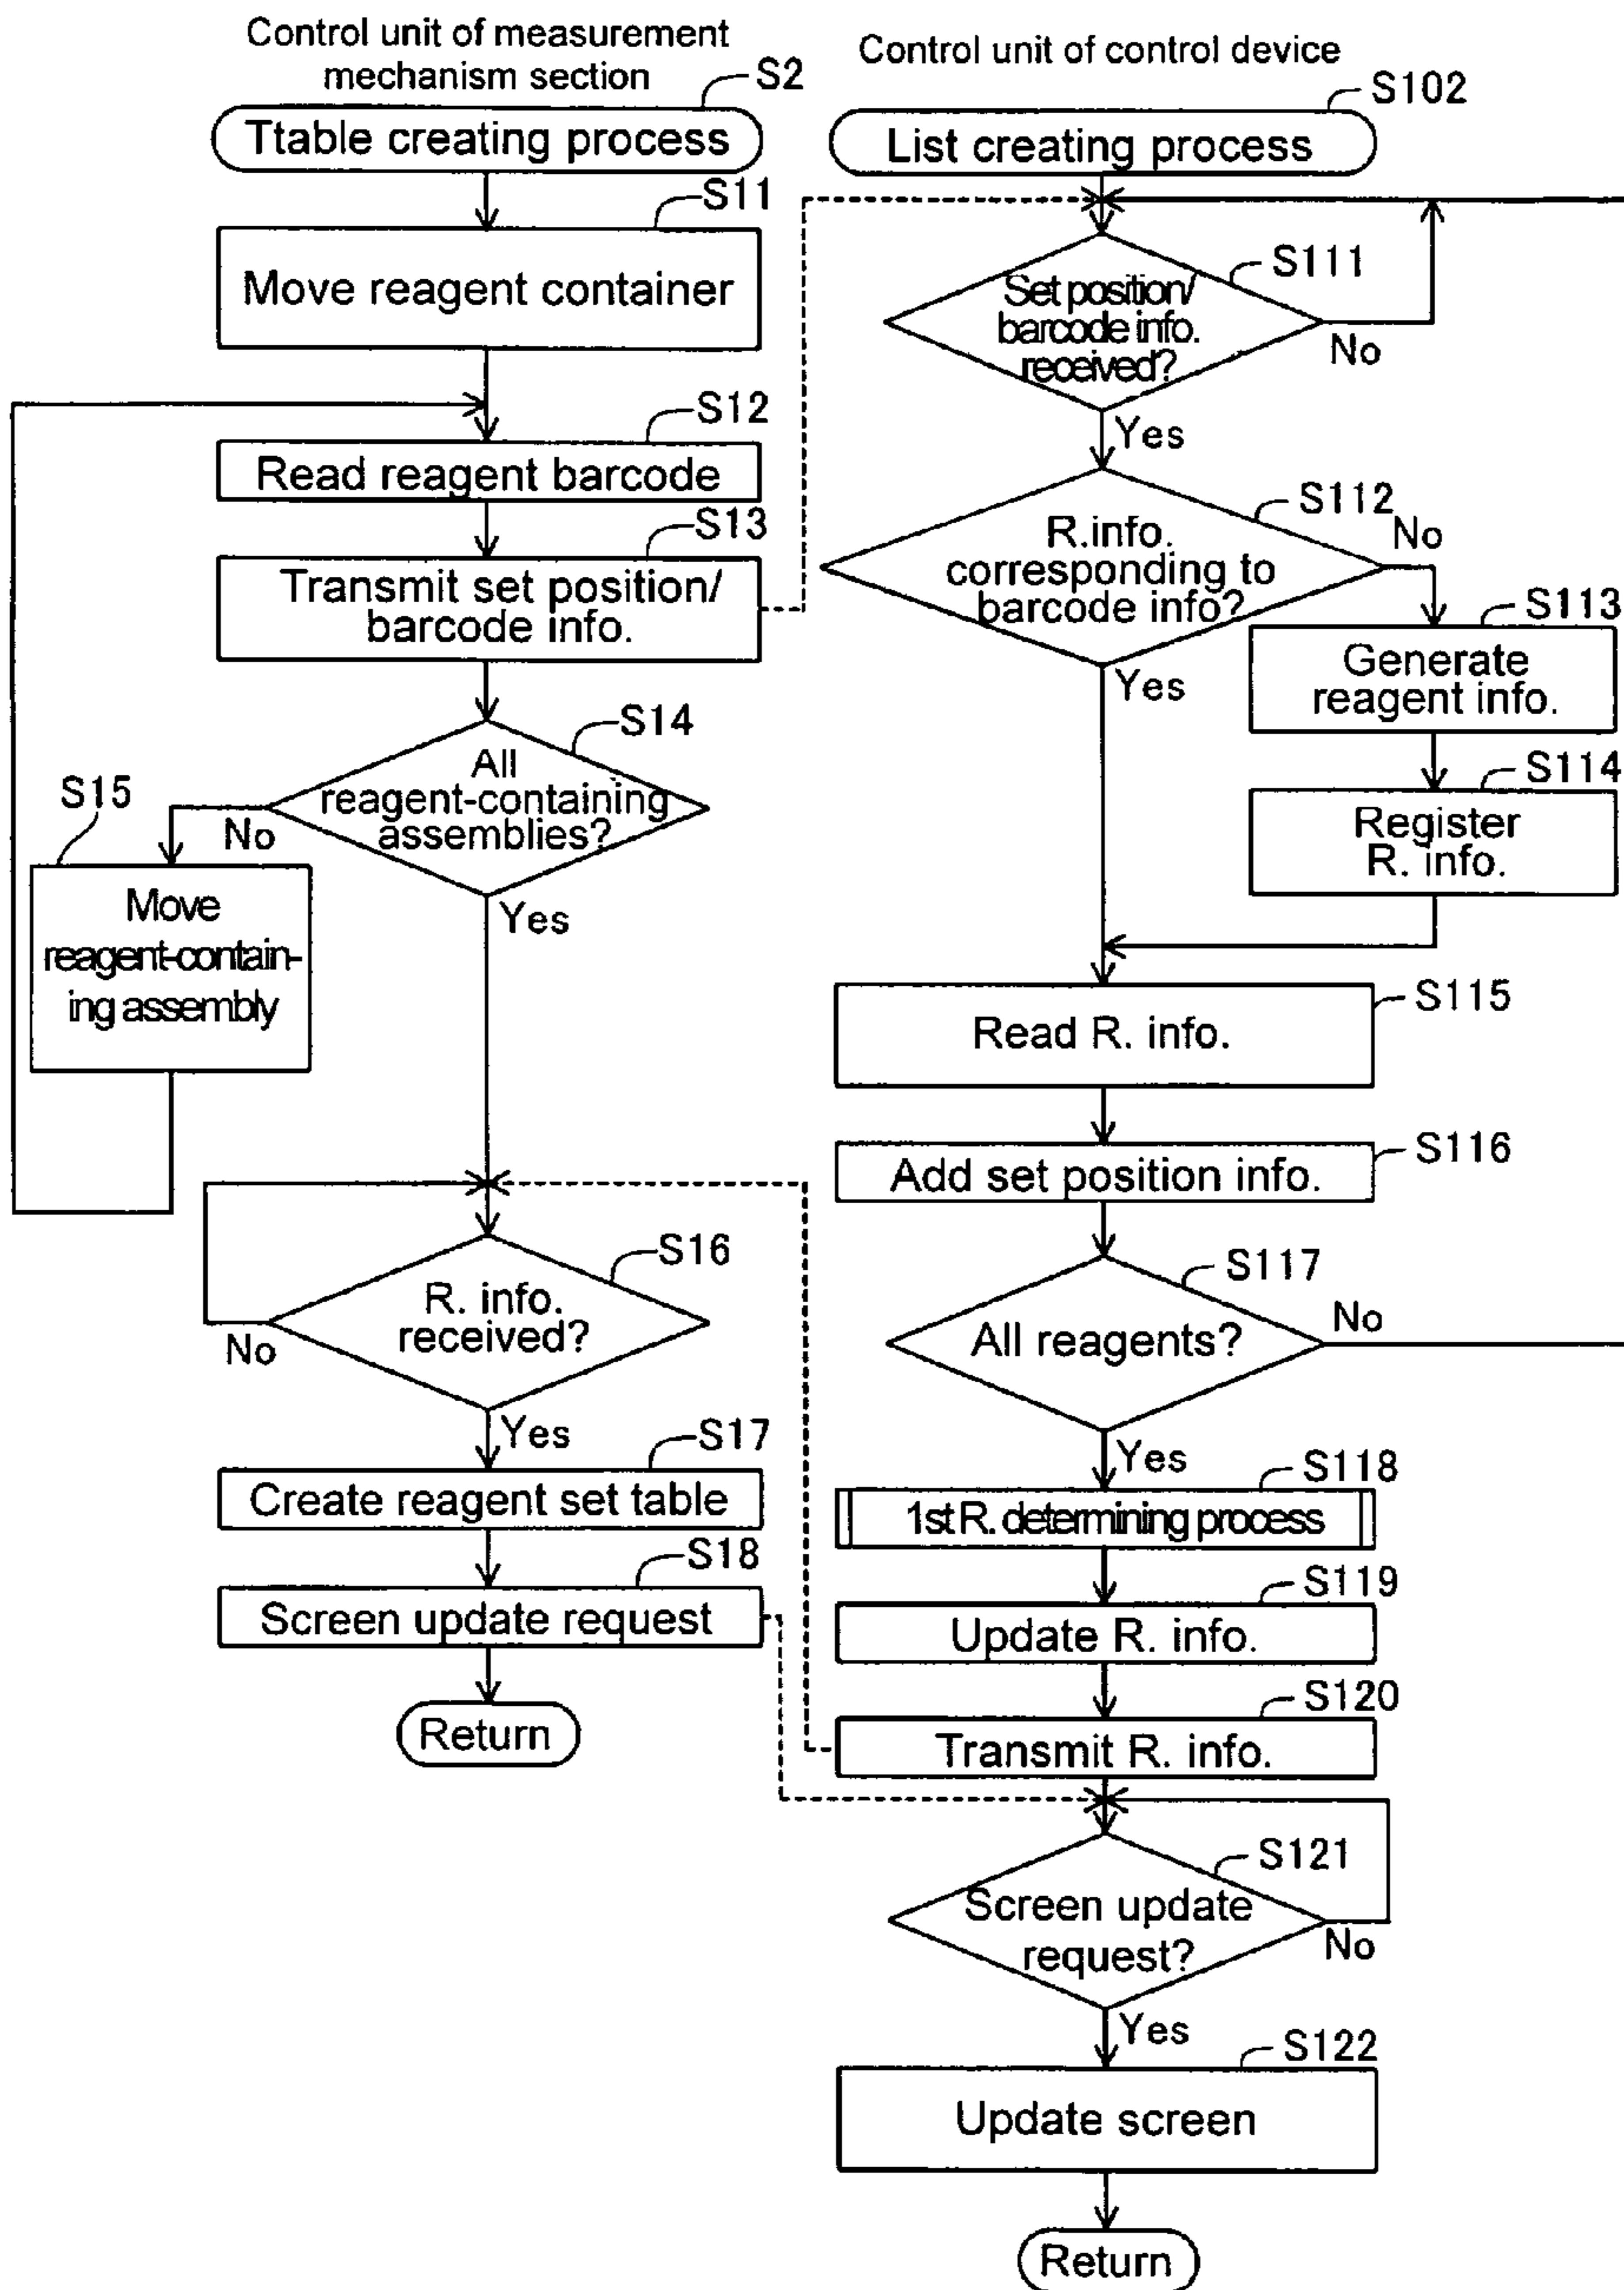 Control unit of measurement
mechanism section
S2
Ttable creating process
S11
Move reagent container
S12
Read reagent barcode
S13
Transmit set position/
barcode info.
S14
All
reagent-containing
assemblies?
No
Yes
S15
Move
reagent-contain-
ing assembly
S16
R. info.
received?
No
Yes
S17
Create reagent set table
S18
Screen update request
Return
Control unit of control device
S102
List creating process
S111
Set position/
barcode info.
received?
No
Yes
S112
R.info.
corresponding to
barcode info?
No
Yes
S113
Generate
reagent info.
S114
Register
R. info.
S115
Read R. info.
S116
Add set position info.
S117
All reagents?
No
Yes
S118
1st R. determining process
S119
Update R. info.
S120
Transmit R. info.
S121
Screen update
request?
No
Yes
S122
Update screen
Return